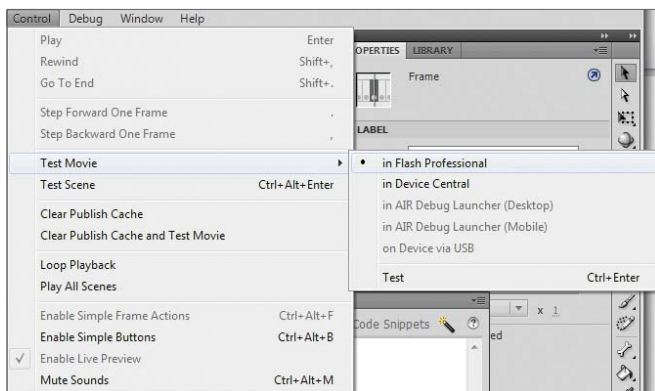 Control Debug Window Help
Play Enter
Rewind Shift+,
Go To End Shift+.
Step Forward One Frame .
Step Backward One Frame ,
Test Movie
Test Scene Ctrl+Alt+Enter
Clear Publish Cache
Clear Publish Cache and Test Movie
Loop Playback
Play All Scenes
Enable Simple Frame Actions Ctrl+Alt+F
Enable Simple Buttons Ctrl+Alt+B
Enable Live Preview
Mute Sounds Ctrl+Alt+M
OPERTIES LIBRARY
Frame
LABEL
in Flash Professional
in Device Central
in AIR Debug Launcher (Desktop)
in AIR Debug Launcher (Mobile)
on Device via USB
Test Ctrl+Enter
Code Snippets
x 1
ed